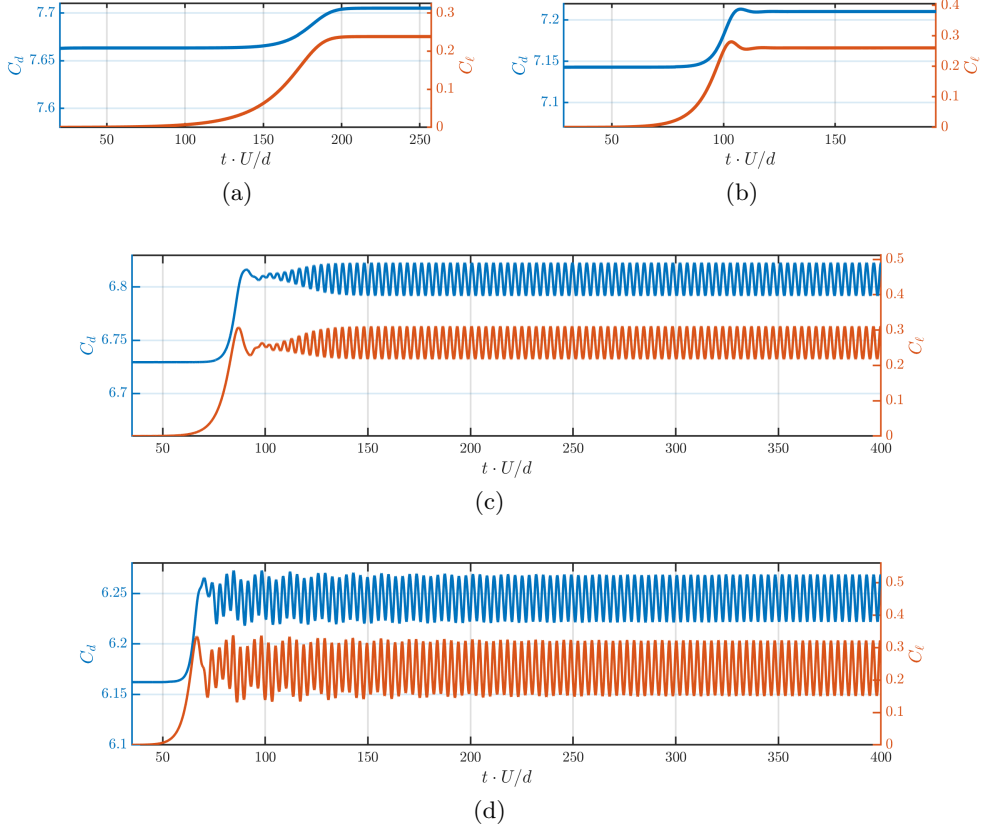 7.7
7.65
7.6
C_d
0.3
0.2
0.1
0
C_ℓ
50 100 150 200 250
t · U/d
(a)
7.2
7.15
7.1
C_d
0.4
0.3
0.2
0.1
0
C_ℓ
50 100 150
t · U/d
(b)
6.8
6.75
6.7
C_d
0.5
0.4
0.3
0.2
0.1
0
C_ℓ
50 100 150 200 250 300 350 400
t · U/d
(c)
6.25
6.2
6.15
6.1
C_d
0.5
0.4
0.3
0.2
0.1
0
C_ℓ
50 100 150 200 250 300 350 400
t · U/d
(d)